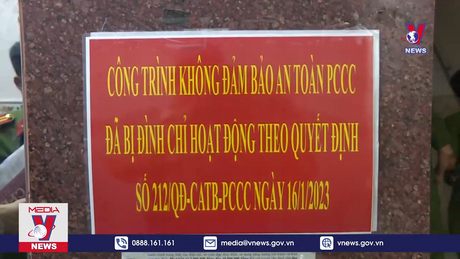 V
NEWS
CÔNG TRÌNH KHÔNG ĐẢM BẢO AN TOÀN PCCC
ĐÃ BỊ ĐÌNH CHỈ HOẠT ĐỘNG THEO QUYẾT ĐỊNH
SỐ 212/QĐ-CATB-PCCC NGÀY 16/1/2023
MEDIA
V
NEWS
0888.161.161
media@vnews.gov.vn
www.vnews.gov.vn